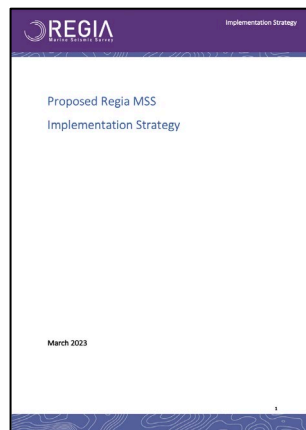 REGIA
Marine Seismic Survey
Implementation Strategy
Proposed Regia MSS
Implementation Strategy
March 2023
1